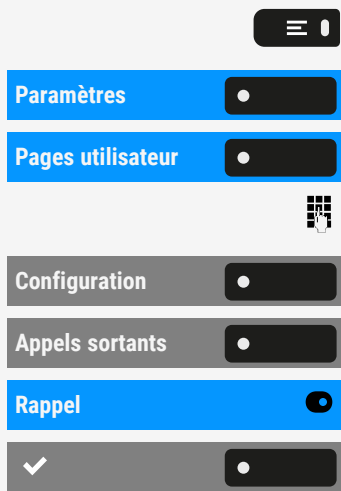 Paramètres
Pages utilisateur
Configuration
Appels sortants
Rappel